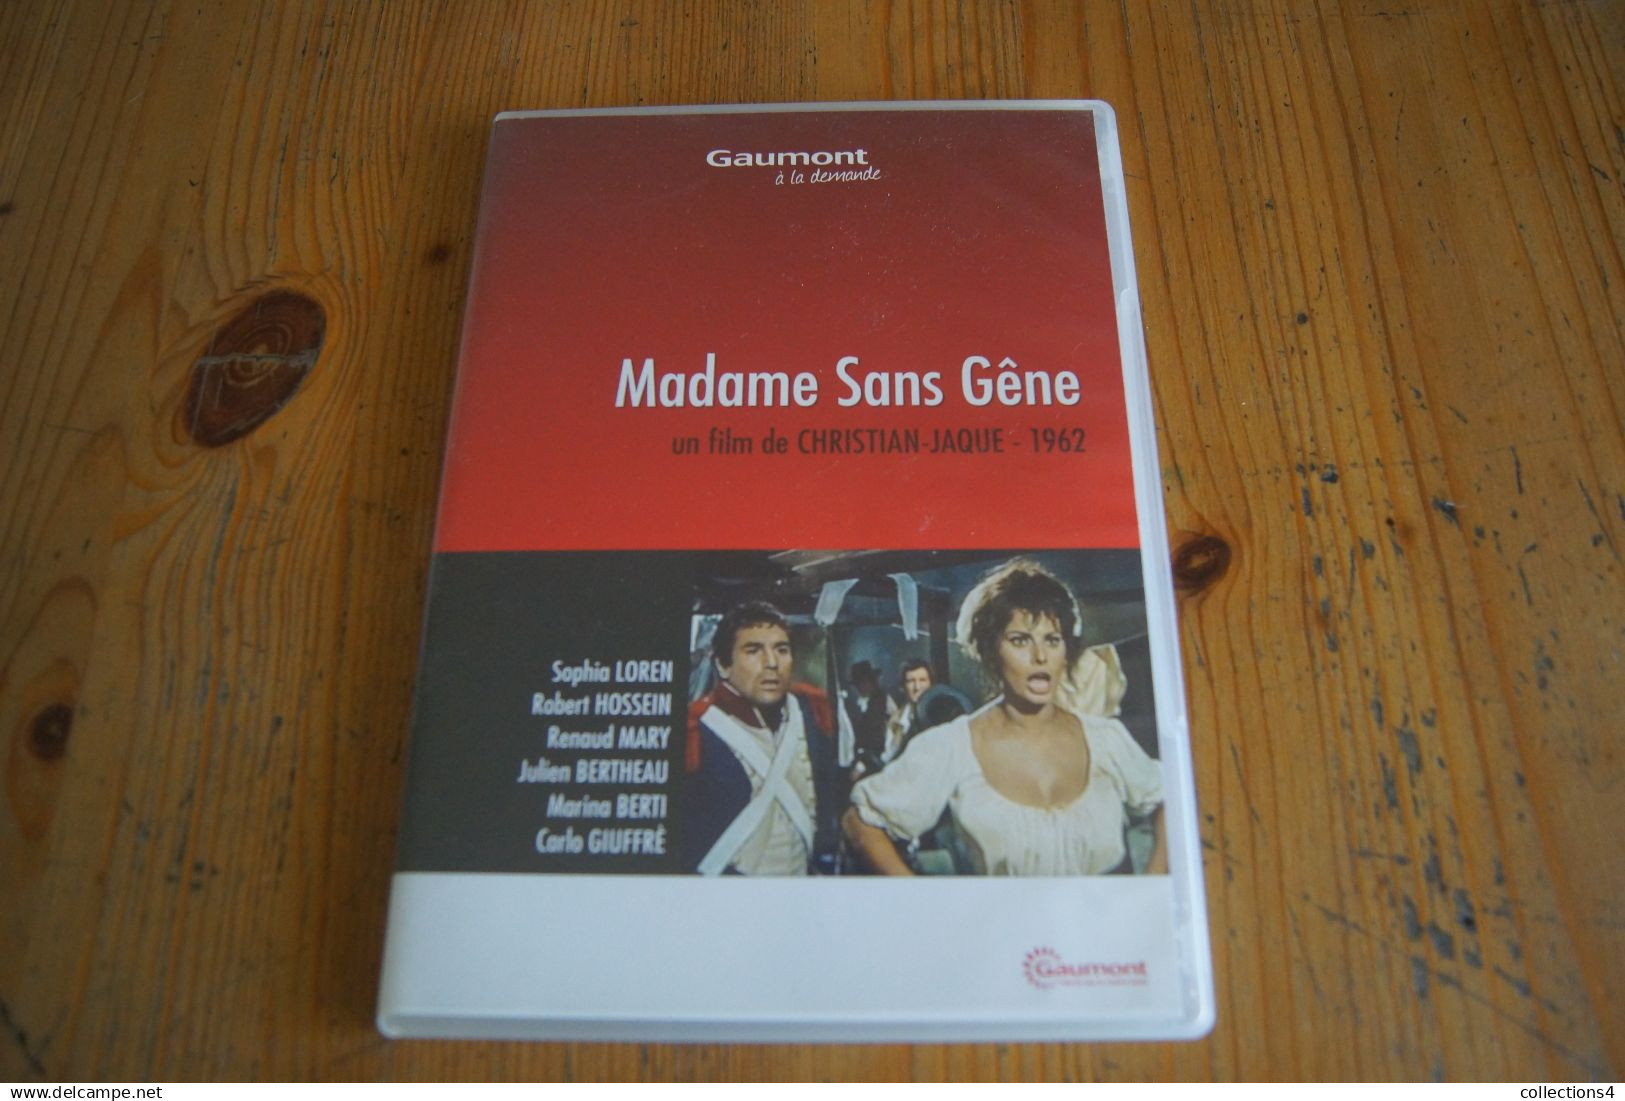 Gaumont
à la demande
Madame Sans Gêne
un film de CHRISTIAN-JAQUE - 1962
Sophia LOREN
Robert HOSSEIN
Renaud MARY
Julien BERTHEAU
Marina BERTI
Carlo GIUFFRÈ
Gaumont
delcampe.net
collections4